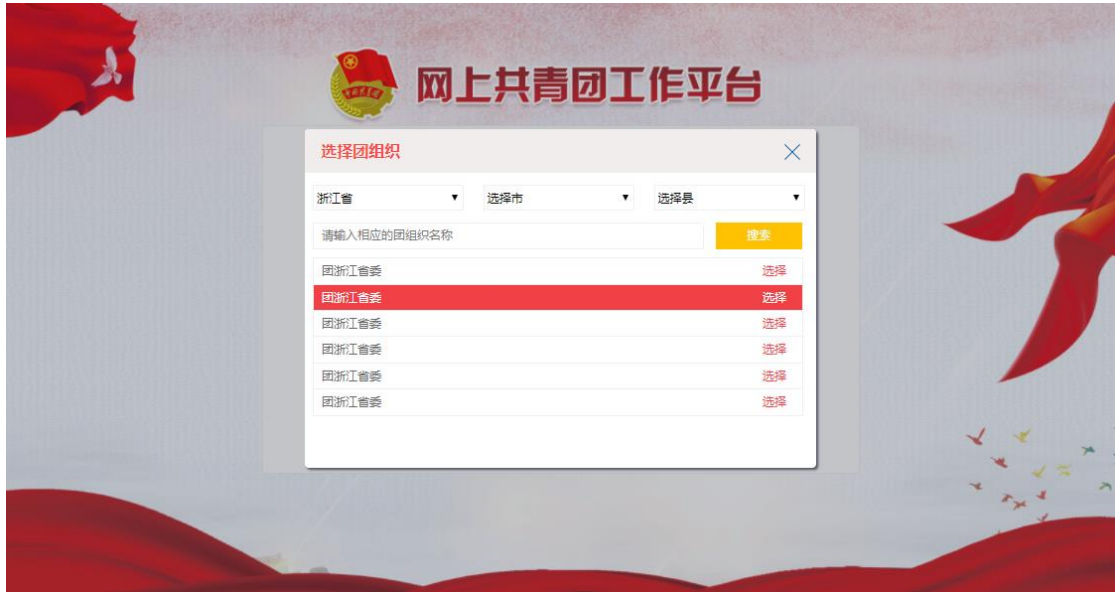 网上共青团工作平台
选择团组织
浙江省 选择市 选择县
请输入相应的团组织名称 搜索
团浙江省委 选择
团浙江省委 选择
团浙江省委 选择
团浙江省委 选择
团浙江省委 选择
团浙江省委 选择